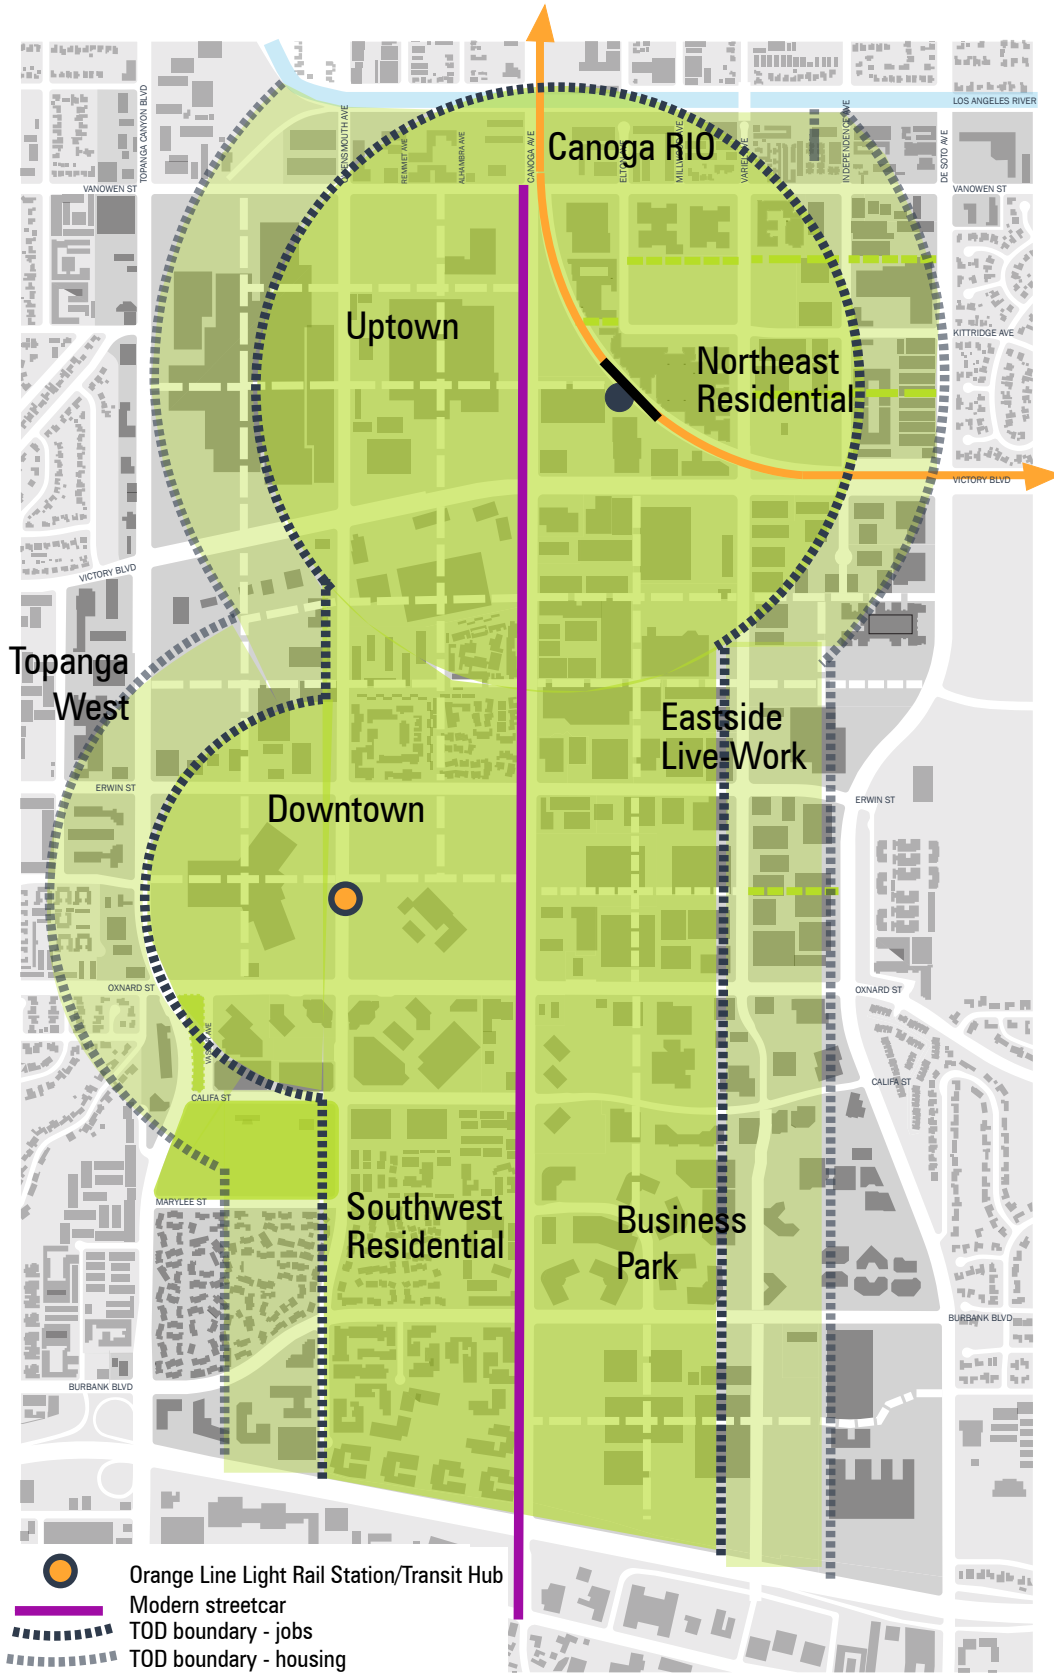 LOS ANGELES RIVER
TOPANGA CANYON BLVD
OWENSMOUTH AVE
REMMET AVE
ALHAMBRA AVE
CANOGA AVE
Canoga RIO
ELTON AVE
VARIEL AVE
INDEPENDENCE AVE
DE SOTO AVE
VANOWEN ST
VANOWEN ST
Uptown
KITTRIDGE AVE
Northeast
Residential
VICTORY BLVD
VICTORY BLVD
Topanga
West
Eastside
Live-Work
ERWIN ST
Downtown
ERWIN ST
OXNARD ST
OXNARD ST
CALIFA ST
CALIFA ST
MARYLEE ST
Southwest
Residential
Business
Park
BURBANK BLVD
BURBANK BLVD
Orange Line Light Rail Station/Transit Hub
Modern streetcar
TOD boundary - jobs
TOD boundary - housing